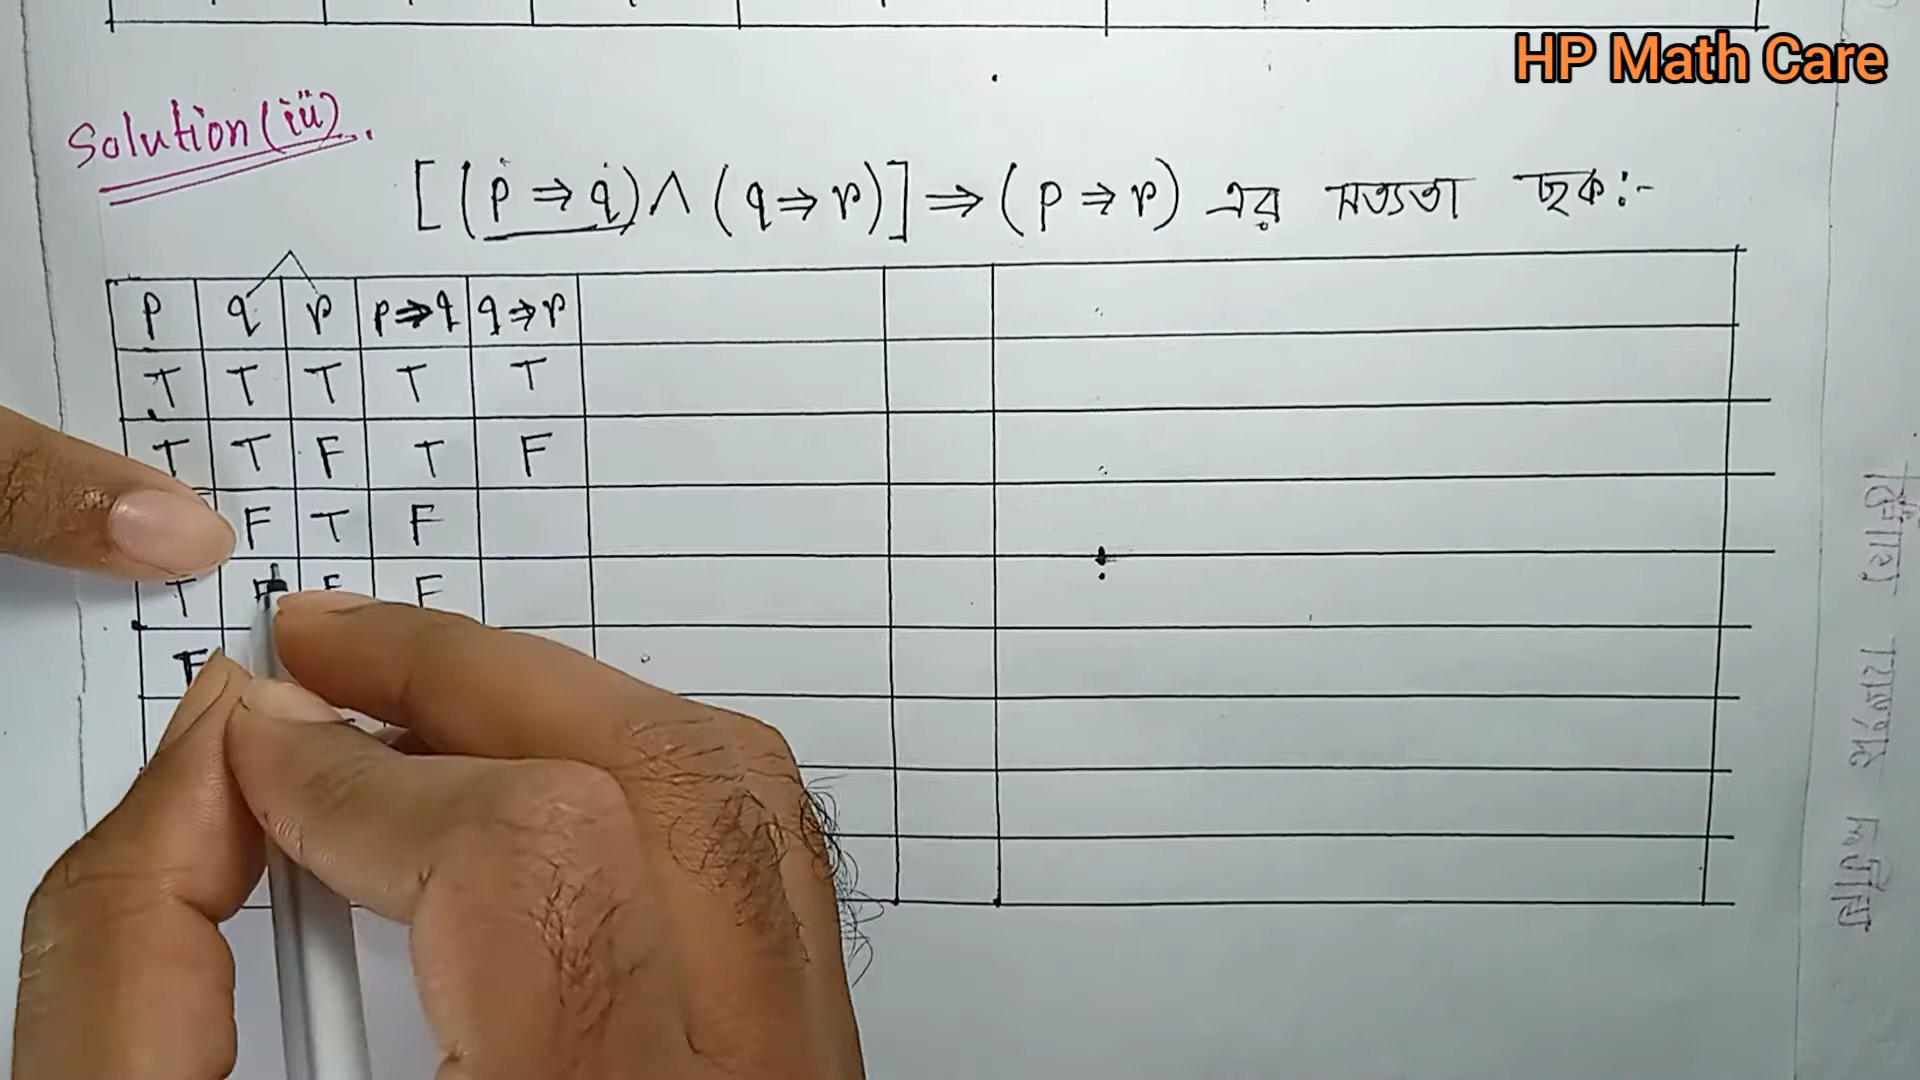 HP Math Care
Solution (iii).
[(p ⇒ q) ∧ (q ⇒ r)] ⇒ (p ⇒ r) এর সত্যতা ছক:-
p q r p⇒q q⇒r
T T T T T
T T F T F
F T F
T F F F
F